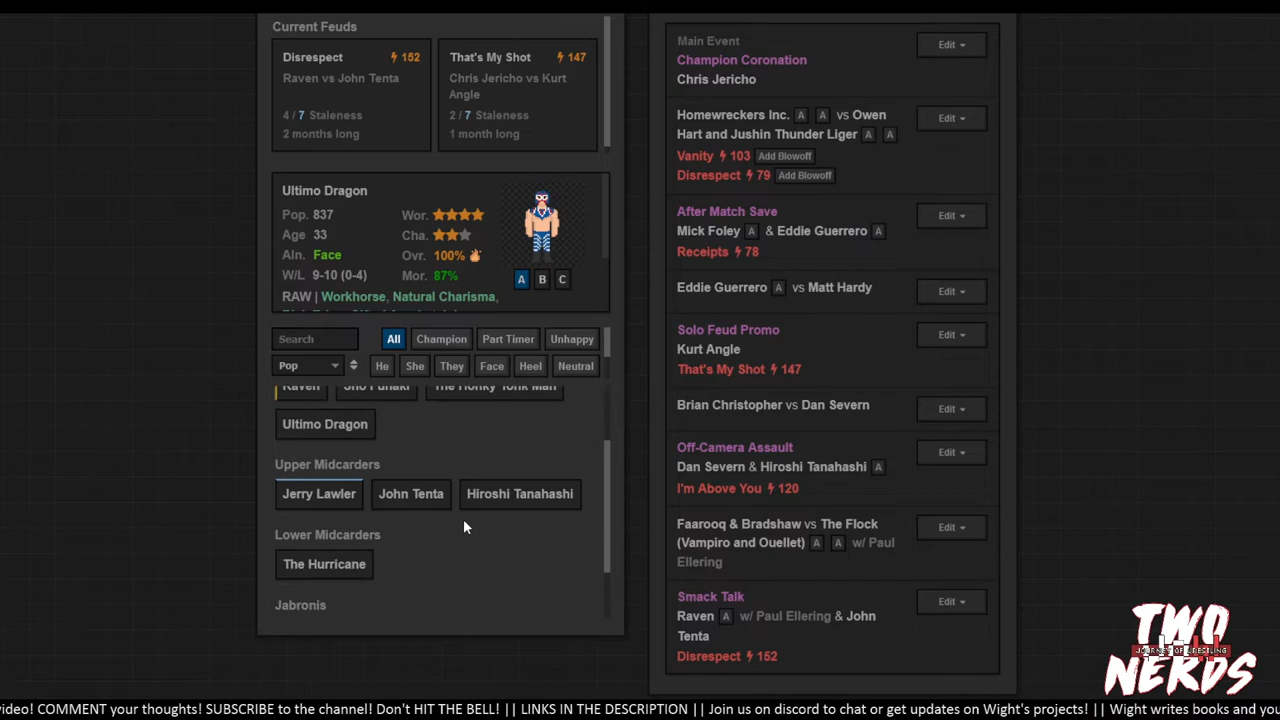 Current Feuds
Disrespect 152
Raven vs John Tenta
4 / 7 Staleness
2 months long
That's My Shot 147
Chris Jericho vs Kurt
Angle
2 / 7 Staleness
1 month long
Ultimo Dragon
Pop. 837
Age 33
Aln. Face
W/L 9-10 (0-4)
Wor.
Cha.
Ovr. 100%
Mor. 87%
A B C
RAW | Workhorse, Natural Charisma,
Search All Champion Part Timer Unhappy
Pop He She They Face Heel Neutral
Raven Sho Funaki The Honky Tonk Man
Ultimo Dragon
Upper Midcarders
Jerry Lawler John Tenta Hiroshi Tanahashi
Lower Midcarders
The Hurricane
Jabronis
Main Event Edit
Champion Coronation
Chris Jericho
Homewreckers Inc. A A vs Owen Edit
Hart and Jushin Thunder Liger A A
Vanity 103 Add Blowoff
Disrespect 79 Add Blowoff
After Match Save Edit
Mick Foley A & Eddie Guerrero A
Receipts 78
Eddie Guerrero A vs Matt Hardy Edit
Solo Feud Promo Edit
Kurt Angle
That's My Shot 147
Brian Christopher vs Dan Severn Edit
Off-Camera Assault Edit
Dan Severn & Hiroshi Tanahashi A
I'm Above You 120
Faarooq & Bradshaw vs The Flock Edit
(Vampiro and Ouellet) A A w/ Paul
Ellering
Smack Talk Edit
Raven A w/ Paul Ellering & John
Tenta
Disrespect 152
TWO
JOURNEY OF WRESTLING
NERDS
video! COMMENT your thoughts! SUBSCRIBE to the channel! Don't HIT THE BELL! || LINKS IN THE DESCRIPTION || Join us on discord to chat or get updates on Wight's projects! || Wight writes books and you